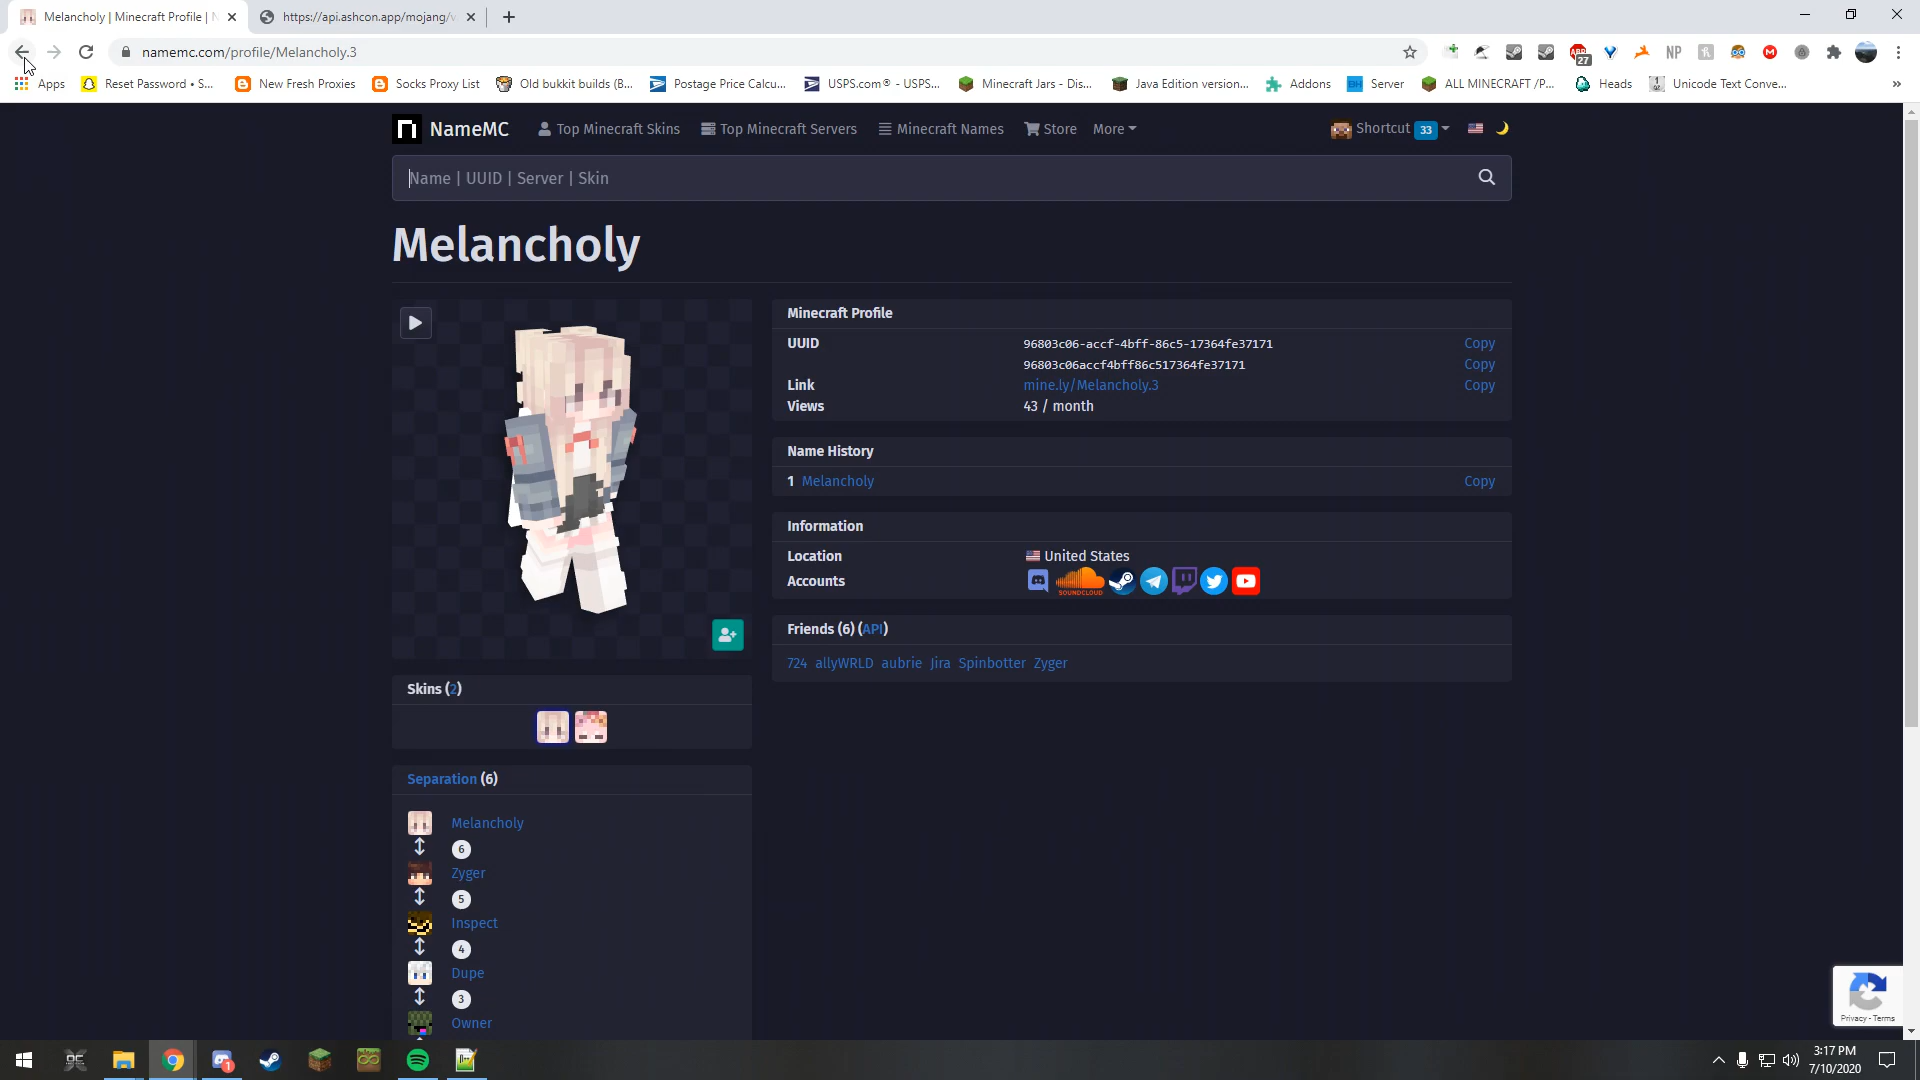 Melancholy | Minecraft Profile | N
https://api.ashcon.app/mojang/v
namemc.com/profile/Melancholy.3
27
NP
Apps
Reset Password • S...
New Fresh Proxies
Socks Proxy List
Old bukkit builds (B...
Postage Price Calcu...
USPS.com® - USPS...
Minecraft Jars - Dis...
Java Edition version...
Addons
BH Server
ALL MINECRAFT /P...
Heads
Unicode Text Conve...
»
n NameMC
Top Minecraft Skins
Top Minecraft Servers
Minecraft Names
Store
More
Shortcut 33
Name | UUID | Server | Skin
Melancholy
Minecraft Profile
UUID 96803c06-accf-4bff-86c5-17364fe37171 Copy
96803c06accf4bff86c517364fe37171 Copy
Link mine.ly/Melancholy.3 Copy
Views 43 / month
Name History
1 Melancholy Copy
Information
Location United States
Accounts
SOUNDCLOUD
Friends (6) (API)
724 allyWRLD aubrie Jira Spinbotter Zyger
Skins (2)
Separation (6)
Melancholy
6
Zyger
5
Inspect
4
Dupe
3
Owner
Privacy - Terms
1
3:17 PM
7/10/2020